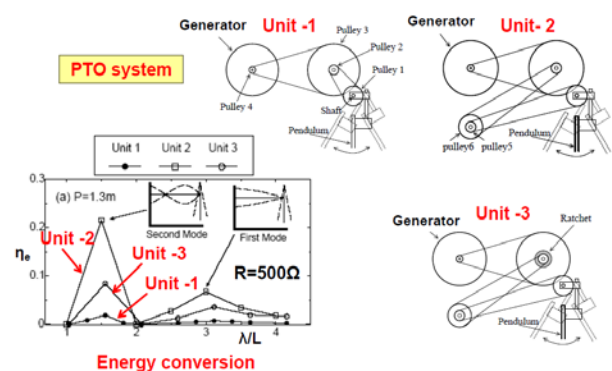 PTO system
Generator
Unit -1
Pulley 3
Pulley 2
Pulley 1
Pulley 4
Shaft
Pendulum
Unit- 2
Generator
Pendulum
pulley6
pulley5
Unit 1 Unit 2 Unit 3
0.3
0.2
0.1
0
ηe
(a) P=1.3m
Second Mode
First Mode
Unit -2
Unit -3
Unit -1
R=500Ω
1 2 3 4
λ/L
Energy conversion
Unit -3
Generator
Ratchet
Pendulum